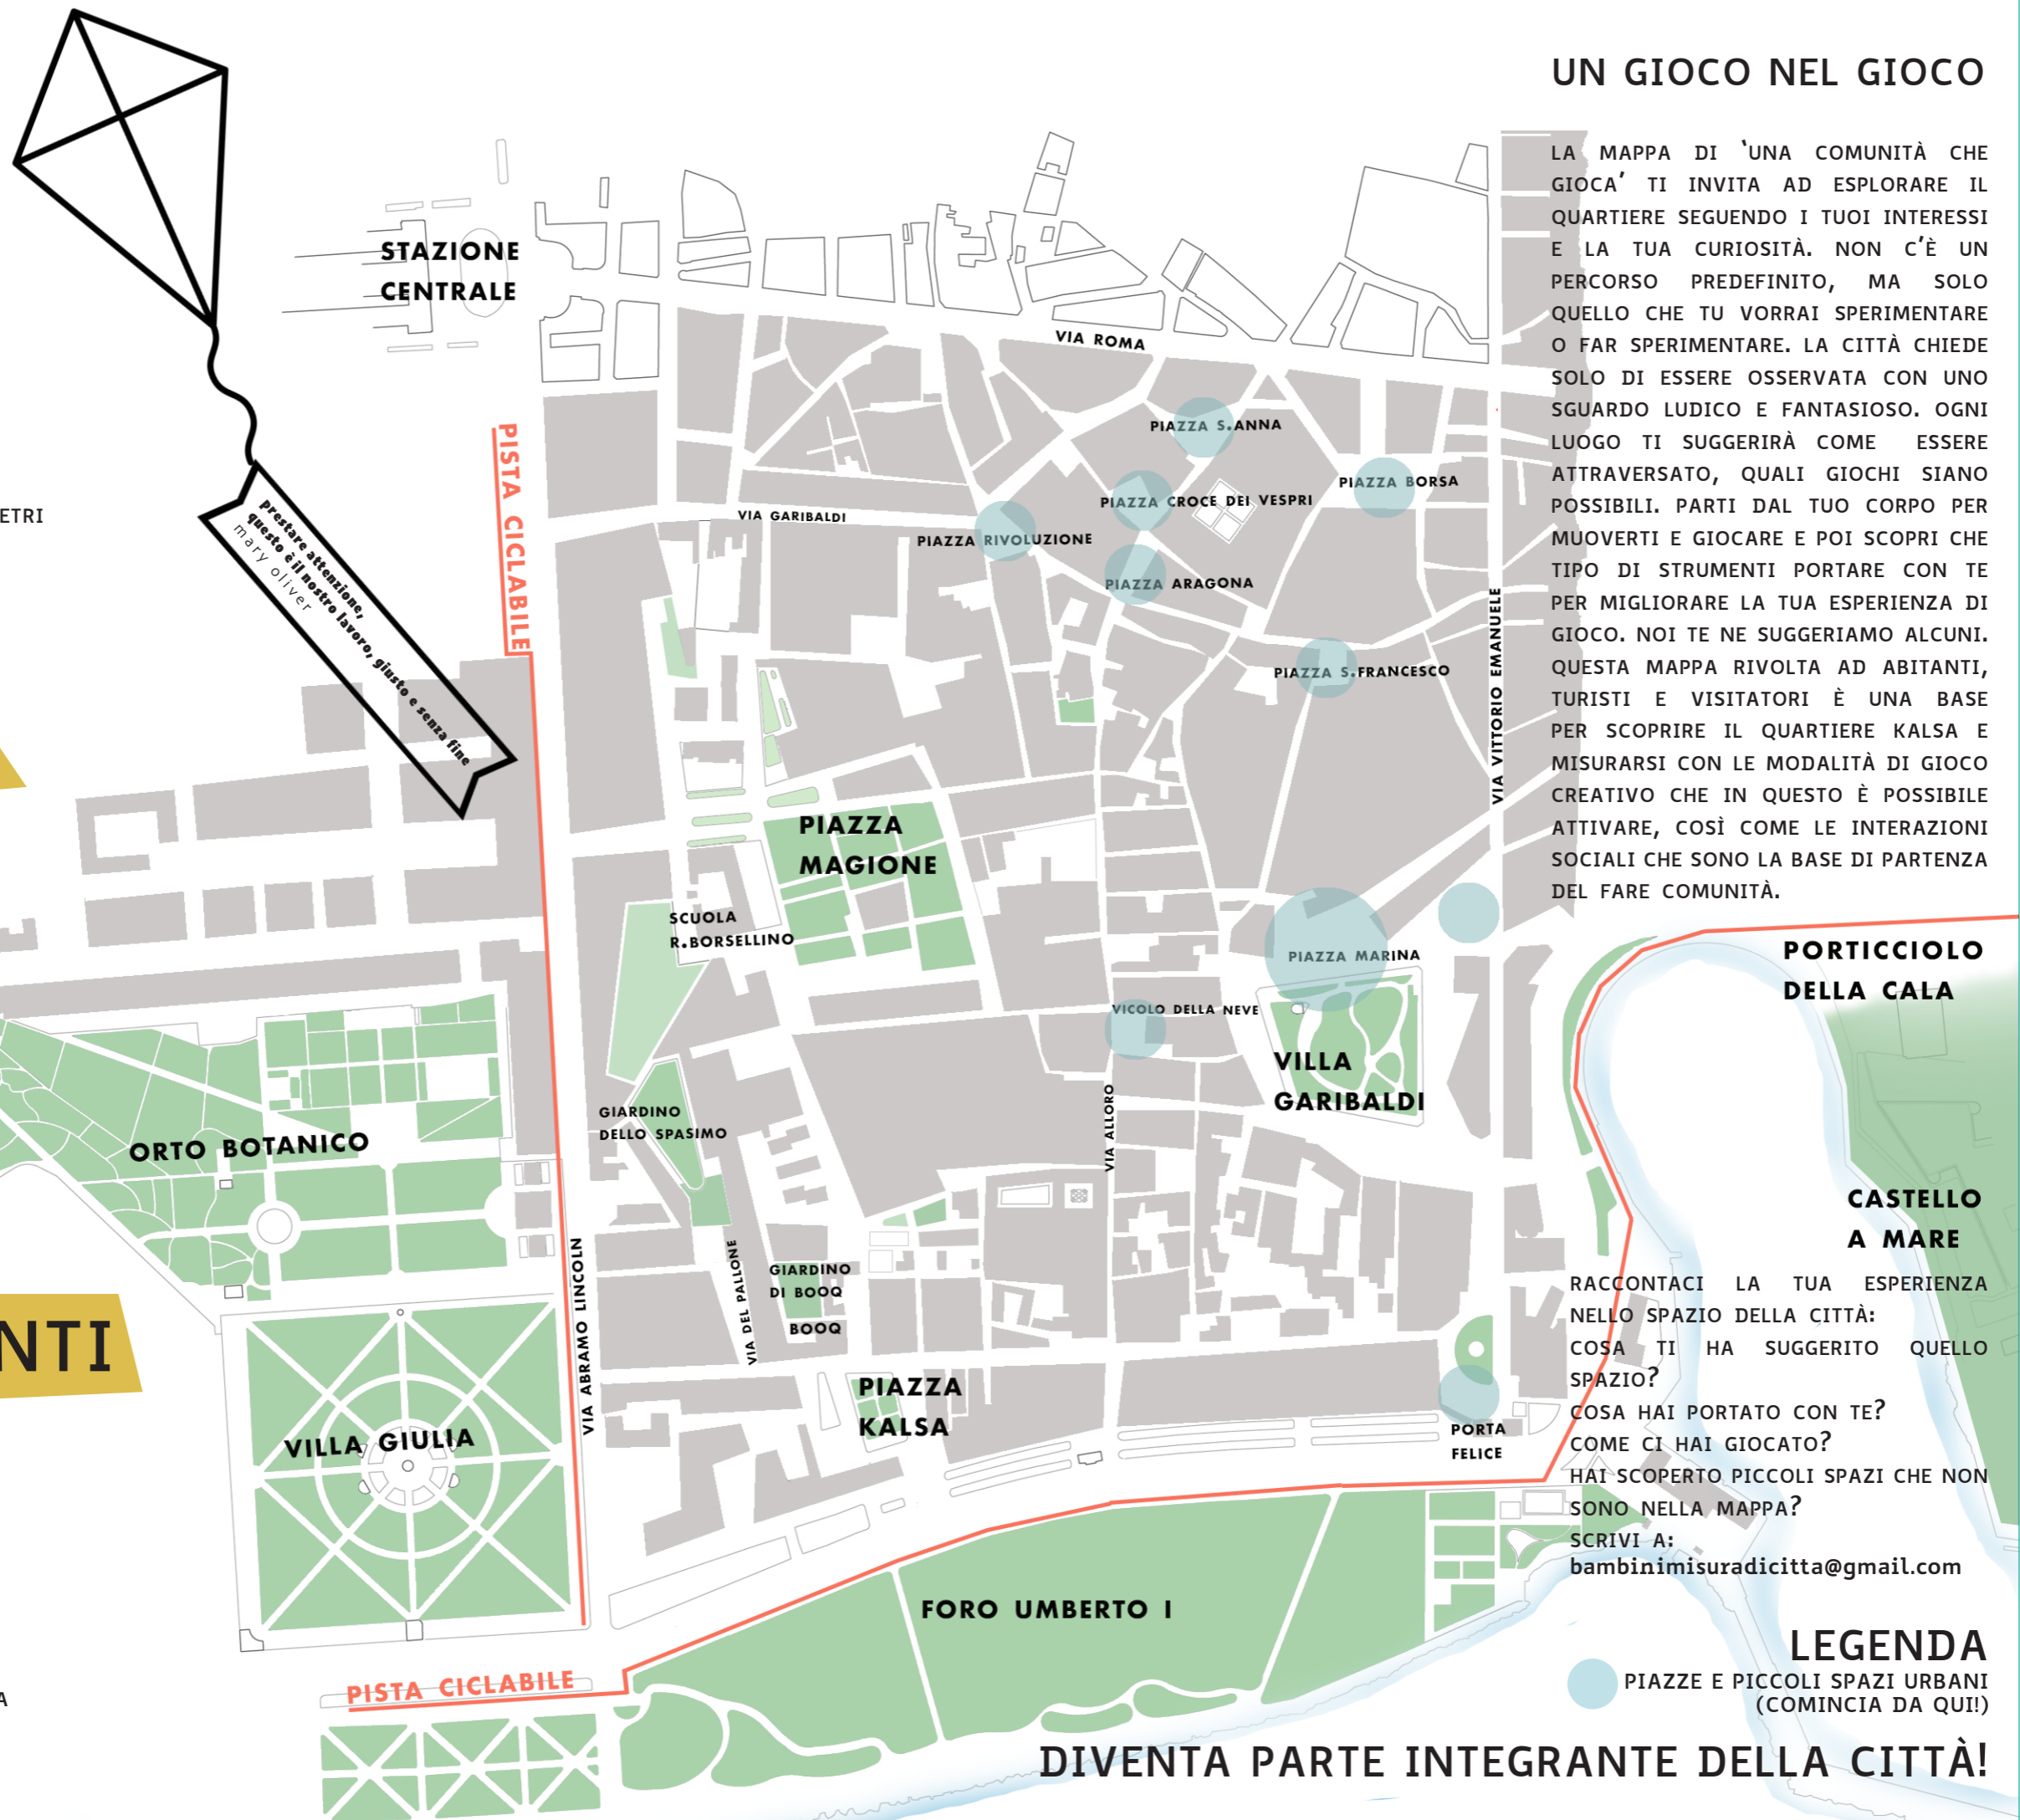 UN GIOCO NEL GIOCO
LA MAPPA DI 'UNA COMUNITÀ CHE
GIOCA' TI INVITA AD ESPLORARE IL
QUARTIERE SEGUENDO I TUOI INTERESSI
E LA TUA CURIOSITÀ. NON C'È UN
PERCORSO PREDEFINITO, MA SOLO
QUELLO CHE TU VORRAI SPERIMENTARE
O FAR SPERIMENTARE. LA CITTÀ CHIEDE
SOLO DI ESSERE OSSERVATA CON UNO
SGUARDO LUDICO E FANTASIOSO. OGNI
LUOGO TI SUGGERIRÀ COME ESSERE
ATTRAVERSATO, QUALI GIOCHI SIANO
POSSIBILI. PARTI DAL TUO CORPO PER
MUOVERTI E GIOCARE E POI SCOPRI CHE
TIPO DI STRUMENTI PORTARE CON TE
PER MIGLIORARE LA TUA ESPERIENZA DI
GIOCO. NOI TE NE SUGGERIAMO ALCUNI.
QUESTA MAPPA RIVOLTA AD ABITANTI,
TURISTI E VISITATORI È UNA BASE
PER SCOPRIRE IL QUARTIERE KALSA E
MISURARSI CON LE MODALITÀ DI GIOCO
CREATIVO CHE IN QUESTO È POSSIBILE
ATTIVARE, COSÌ COME LE INTERAZIONI
SOCIALI CHE SONO LA BASE DI PARTENZA
DEL FARE COMUNITÀ.
STAZIONE
CENTRALE
VIA ROMA
PISTA CICLABILE
PIAZZA S.ANNA
PIAZZA BORSA
PIAZZA CROCE DEI VESPRI
VIA GARIBALDI
PIAZZA RIVOLUZIONE
PIAZZA ARAGONA
ETRI
prestare attenzione,
questo è il nostro lavoro, giusto e senza fine
mary oliver
PIAZZA S.FRANCESCO
VIA VITTORIO EMANUELE
PIAZZA
MAGIONE
SCUOLA
R.BORSELLINO
PIAZZA MARINA
PORTICCIOLO
DELLA CALA
VICOLO DELLA NEVE
VILLA
GARIBALDI
GIARDINO
DELLO SPASIMO
VIA ALLORO
ORTO BOTANICO
CASTELLO
A MARE
VIA ABRAMO LINCOLN
VIA DEL PALLONE
GIARDINO
DI BOOQ
BOOQ
NTI
PIAZZA
KALSA
VILLA GIULIA
PORTA
FELICE
RACCONTACI LA TUA ESPERIENZA
NELLO SPAZIO DELLA CITTÀ:
COSA TI HA SUGGERITO QUELLO
SPAZIO?
COSA HAI PORTATO CON TE?
COME CI HAI GIOCATO?
HAI SCOPERTO PICCOLI SPAZI CHE NON
SONO NELLA MAPPA?
SCRIVI A:
bambinimisuradicitta@gmail.com
FORO UMBERTO I
PISTA CICLABILE
A
LEGENDA
PIAZZE E PICCOLI SPAZI URBANI
(COMINCIA DA QUI!)
DIVENTA PARTE INTEGRANTE DELLA CITTÀ!